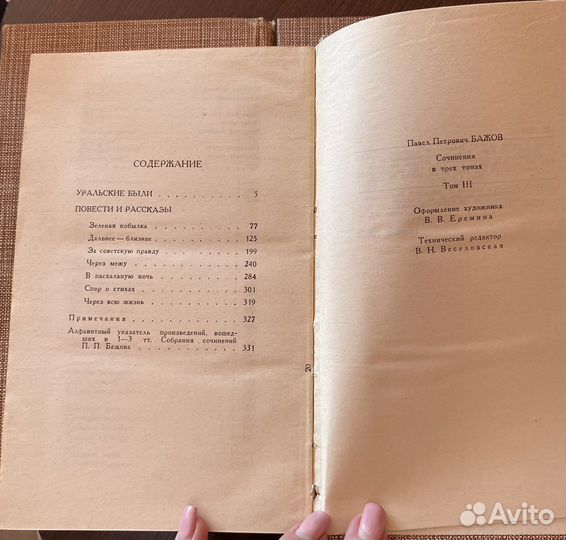 СОДЕРЖАНИЕ
УРАЛЬСКИЕ БЫЛИ . . . . . . . . . 5
ПОВЕСТИ И РАССКАЗЫ
Зеленая кобылка . . . . . . . . . 77
Дальнее—близкое . . . . . . . . . 125
За советскую правду . . . . . . . . 199
Через межу . . . . . . . . . . 240
В пасхальную ночь . . . . . . . . 284
Спор о стихах . . . . . . . . . 301
Через всю жизнь . . . . . . . . . 319
Примечания . . . . . . . . . . 327
Алфавитный указатель произведений, вошед-
ших в 1—3 тт. Собрания сочинений
П. П. Бажова . . . . . . . . . . 331
20
Павел Петрович БАЖОВ
Сочинения
в трех томах
Том III
Оформление художника
В. В. Еремина
Технический редактор
В. Н. Веселовская
Avito